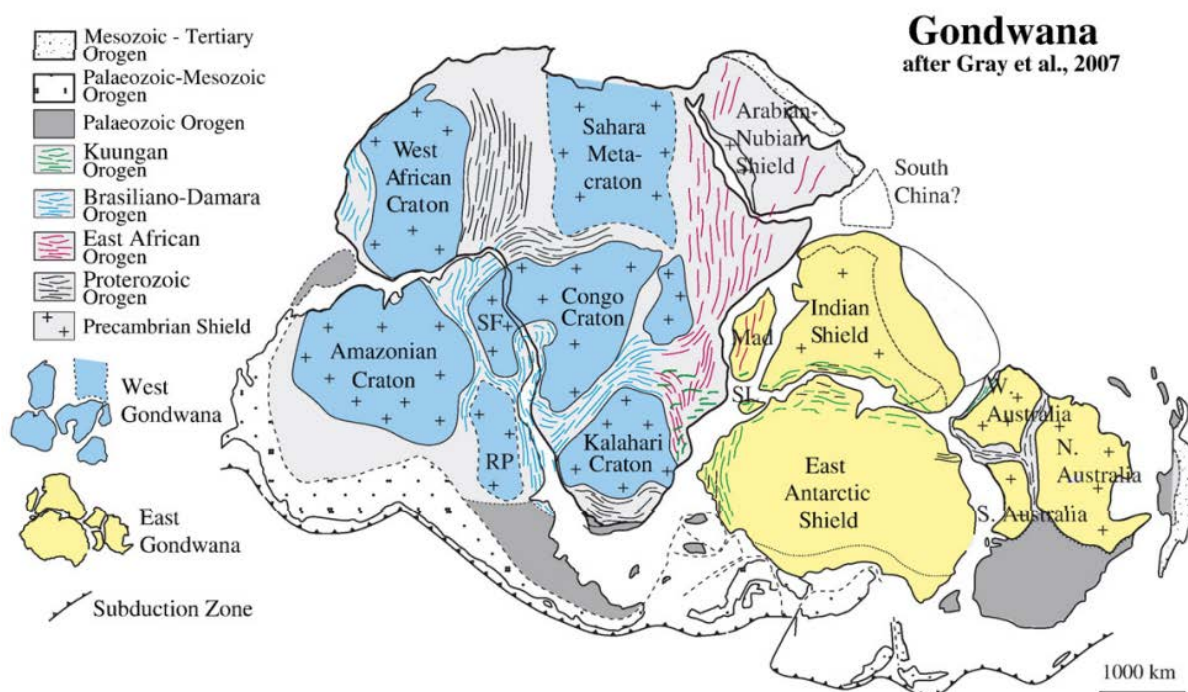 Gondwana
after Gray et al., 2007
Mesozoic - Tertiary
Orogen
Palaeozoic-Mesozoic
Orogen
Palaeozoic Orogen
Kuungan
Orogen
Brasiliano-Damara
Orogen
East African
Orogen
Proterozoic
Orogen
Precambrian Shield
West
Gondwana
East
Gondwana
Subduction Zone
West
African
Craton
Sahara
Meta-
craton
Arabian-
Nubian
Shield
South
China?
Amazonian
Craton
SF
Congo
Craton
Mad
Indian
Shield
SL
RP
Kalahari
Craton
East
Antarctic
Shield
W.
Australia
N.
Australia
S. Australia
1000 km